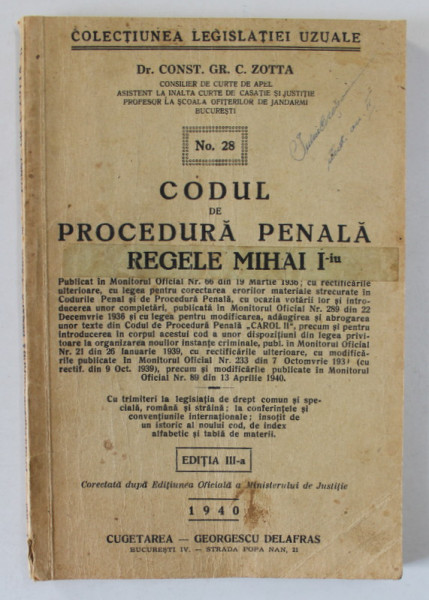 COLECȚIUNEA LEGISLAȚIEI UZUALE
Dr. CONST. GR. C. ZOTTA
CONSILIER DE CURTE DE APEL
ASISTENT LA INALTA CURTE DE CASAȚIE ȘI JUSTIȚIE
PROFESOR LA ȘCOALA OFIȚERILOR DE JANDARMI
BUCUREȘTI
No. 28
CODUL
DE
PROCEDURĂ PENALĂ
REGELE MIHAI I-iu
Publicat in Monitorul Oficial Nr. 66 din 19 Martie 1936; cu rectificările
ulterioare, cu legea pentru corectarea erorilor materiale strecurate în
Codurile Penal și de Procedură Penală, cu ocazia votării lor și intro-
ducerea unor complectări, publicată în Monitorul Oficial Nr. 289 din 22
Decemvrie 1938 și cu legea pentru modificarea, adăugirea și abrogarea
unor texte din Codul de Procedură Penală „CAROL II", precum și pentru
introducerea în corpul acestui cod a unor dispozițiuni din legea privi-
toare la organizarea noulor instanțe criminale, publ. în Monitorul Oficial
Nr. 21 din 26 Ianuarie 1939, cu rectificările ulterioare, cu modifică-
rile publicate în Monitorul Oficial Nr. 233 din 7 Octomvrie (cu
rectif. din 9 Oct. 1939), precum și modificările publicate în Monitorul
Oficial Nr. 89 din 13 Aprilie 1940.
Cu trimiteri la legislația de drept comun și spe-
cială, română și străină; la conferințele și
convențiunile internaționale; însoțit de
un istoric al noului cod, de index
alfabetic și tablă de materii.
EDIȚIA III-a
Corectată după Edițiunea Oficială a Ministerului de Justiție
1940
CUGETAREA — GEORGESCU DELAFRAS
BUCUREȘTI IV. — STRADA POPA NAN, 21